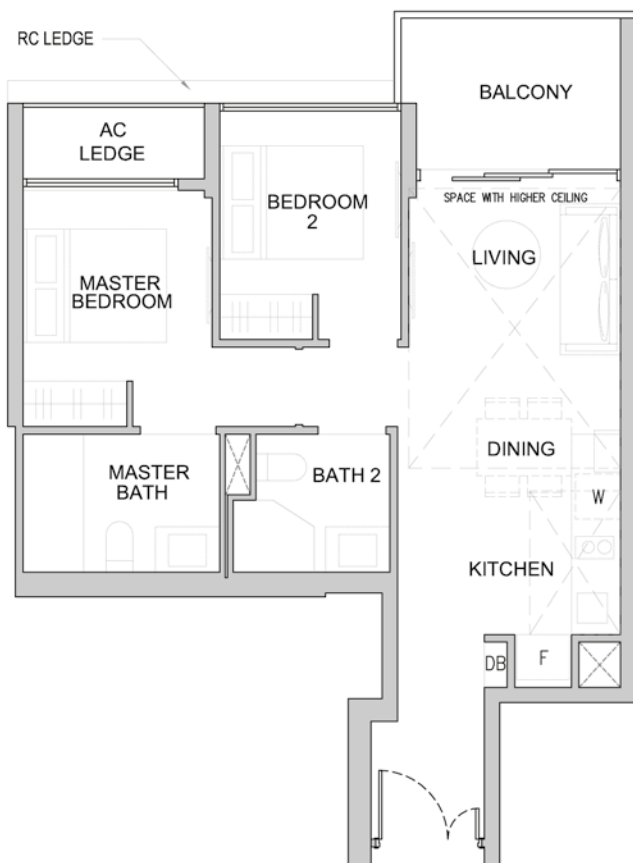 RC LEDGE
BALCONY
AC
LEDGE
SPACE WITH HIGHER CEILING
BEDROOM
2
LIVING
MASTER
BEDROOM
DINING
MASTER
BATH
BATH 2
W
KITCHEN
DB
F